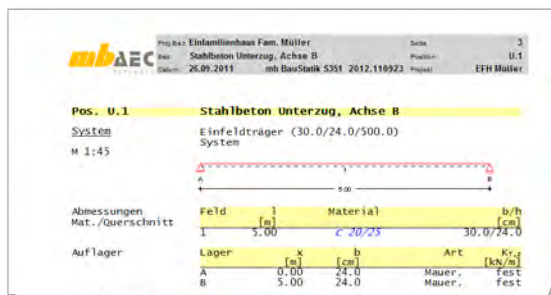 mb AEC
Proj.Bez Einfamilienhaus Fam. Müller Seite 3
Bez. Stahlbeton Unterzug, Achse B Position U.1
Datum 26.09.2011 mb BauStatik S351 2012.110923 Projekt EFH Müller
Pos. U.1 Stahlbeton Unterzug, Achse B
System Einfeldträger (30.0/24.0/500.0)
System
M 1:45
1
A B
5.00
Abmessungen Feld l Material b/h
Mat./Querschnitt [m] [cm]
1 5.00 C 20/25 30.0/24.0
Auflager Lager x b Art Kr,z
[m] [cm] [kN/m]
A 0.00 24.0 Mauer. fest
B 5.00 24.0 Mauer. fest